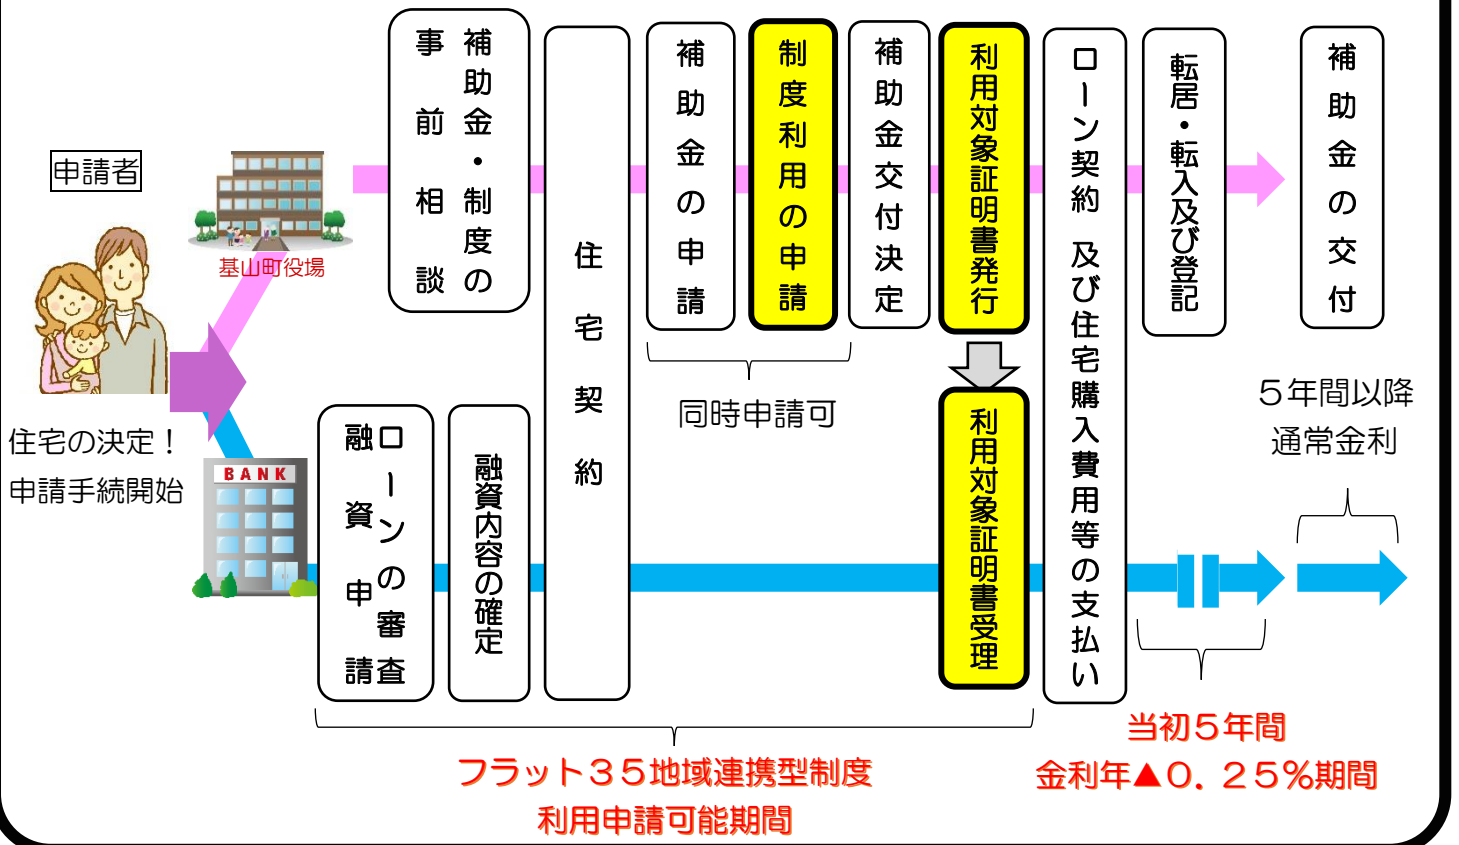 申請者
基山町役場
住宅の決定！
申請手続開始
BANK
補助金・制度の
事前相談
ローンの審査
融資申請
融資内容の確定
住宅契約
補助金の申請
制度利用の申請
同時申請可
補助金交付決定
利用対象証明書発行
利用対象証明書受理
ローン契約 及び住宅購入費用等の支払い
転居・転入及び登記
補助金の交付
５年間以降
通常金利
フラット３５地域連携型制度
利用申請可能期間
当初５年間
金利年▲０．２５％期間